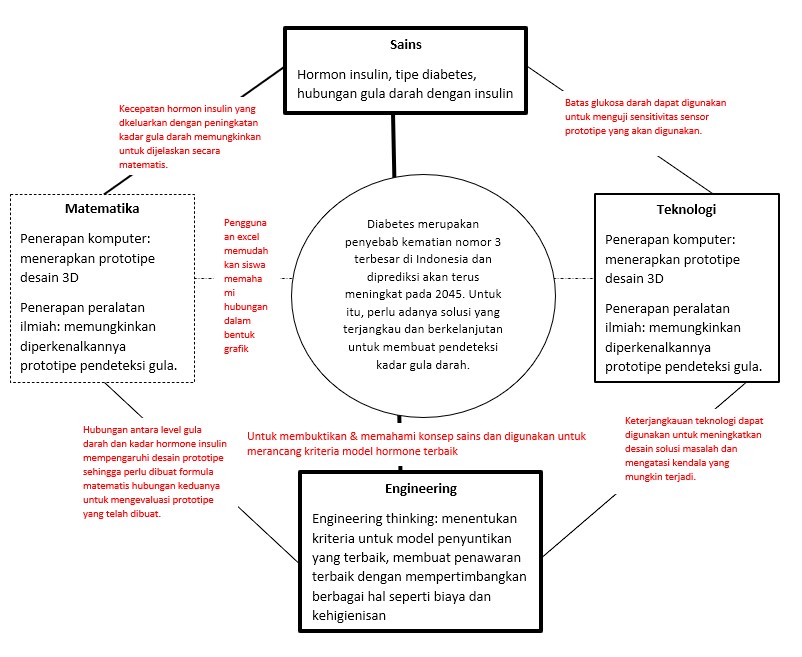 Sains
Hormon insulin, tipe diabetes,
hubungan gula darah dengan insulin
Kecepatan hormon insulin yang
dkeluarkan dengan peningkatan
kadar gula darah memungkinkan
untuk dijelaskan secara
matematis.
Batas glukosa darah dapat digunakan
untuk menguji sensitivitas sensor
prototipe yang akan digunakan.
Matematika
Penerapan komputer:
menerapkan prototipe
desain 3D
Penerapan peralatan
ilmiah: memungkinkan
diperkenalkannya
prototipe pendeteksi gula.
Pengguna
an excel
memudah
kan siswa
memaha
mi
hubungan
dalam
bentuk
grafik
Diabetes merupakan
penyebab kematian nomor 3
terbesar di Indonesia dan
diprediksi akan terus
meningkat pada 2045. Untuk
itu, perlu adanya solusi yang
terjangkau dan berkelanjutan
untuk membuat pendeteksi
kadar gula darah.
Teknologi
Penerapan komputer:
menerapkan prototipe
desain 3D
Penerapan peralatan
ilmiah: memungkinkan
diperkenalkannya
prototipe pendeteksi gula.
Hubungan antara level gula
darah dan kadar hormone insulin
mempengaruhi desain prototipe
sehingga perlu dibuat formula
matematis hubungan keduanya
untuk mengevaluasi prototipe
yang telah dibuat.
Untuk membuktikan & memahami konsep sains dan digunakan untuk
merancang kriteria model hormone terbaik
Keterjangkauan teknologi dapat
digunakan untuk meningkatkan
desain solusi masalah dan
mengatasi kendala yang
mungkin terjadi.
Engineering
Engineering thinking: menentukan
kriteria untuk model penyuntikan
yang terbaik, membuat penawaran
terbaik dengan mempertimbangkan
berbagai hal seperti biaya dan
kehigienisan